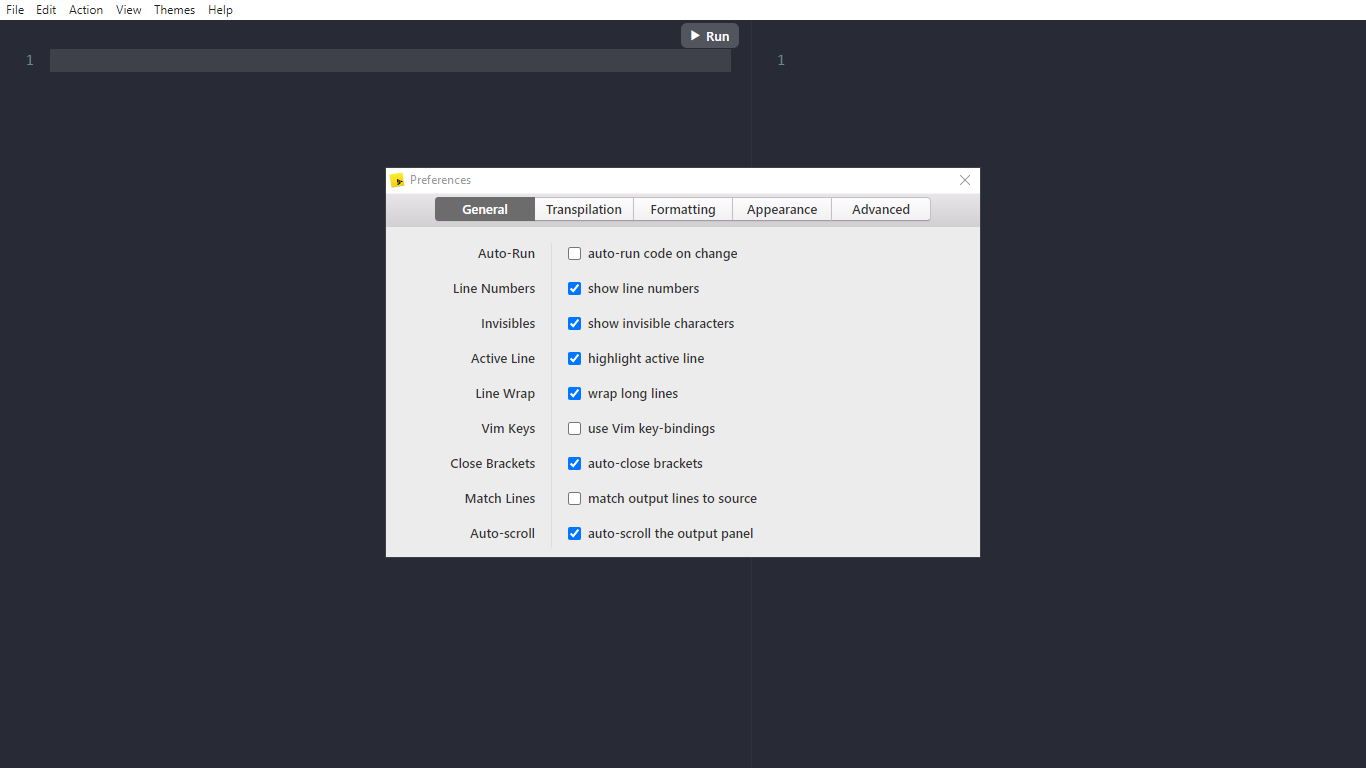 File Edit Action View Themes Help
Run
1 1
Preferences
General Transpilation Formatting Appearance Advanced
Auto-Run auto-run code on change
Line Numbers show line numbers
Invisibles show invisible characters
Active Line highlight active line
Line Wrap wrap long lines
Vim Keys use Vim key-bindings
Close Brackets auto-close brackets
Match Lines match output lines to source
Auto-scroll auto-scroll the output panel